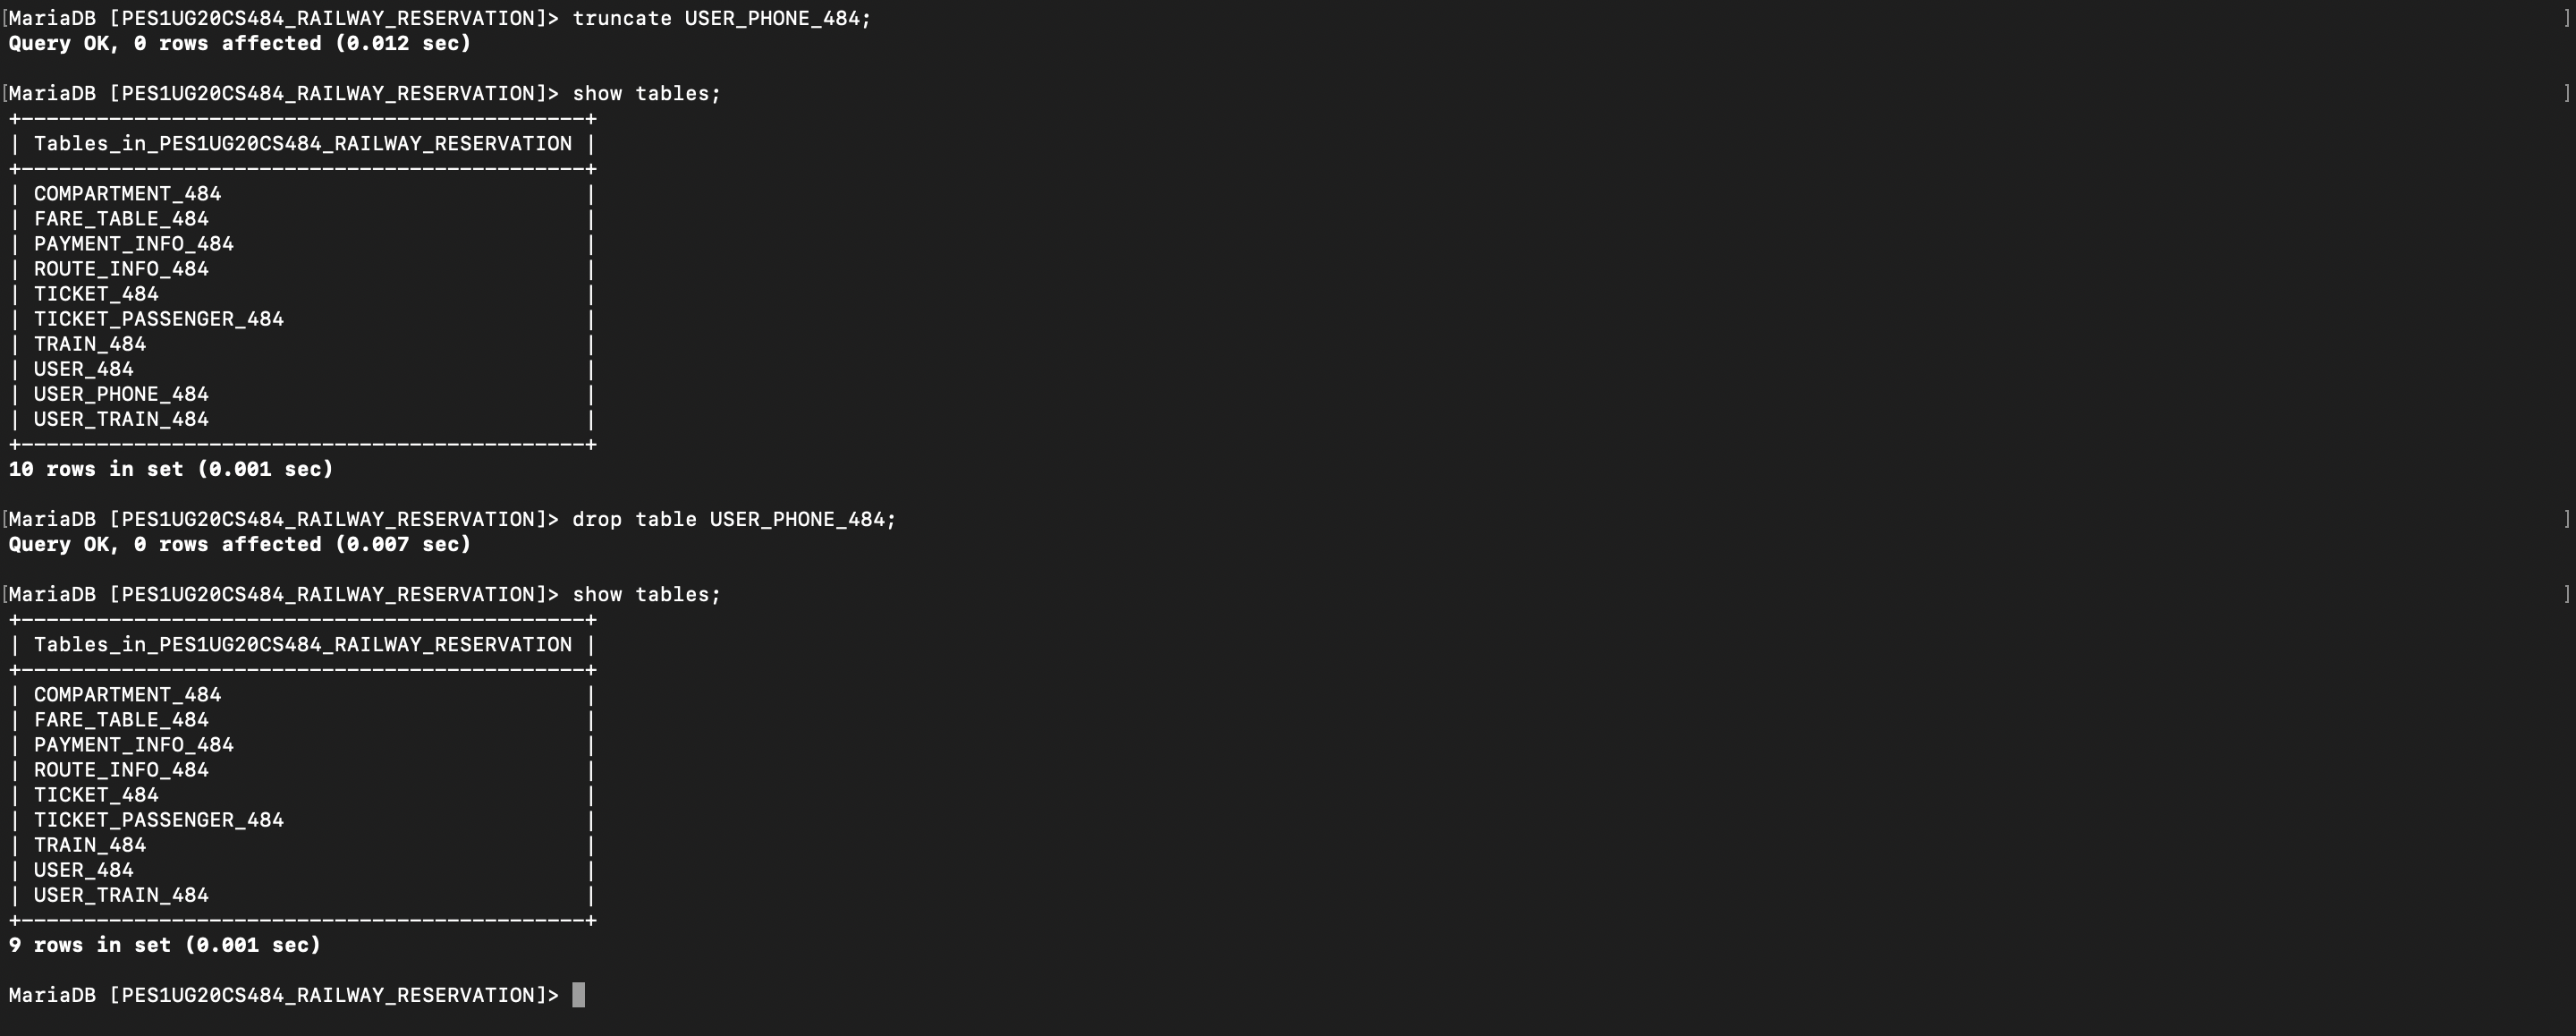 [MariaDB [PES1UG20CS484_RAILWAY_RESERVATION]> truncate USER_PHONE_484; ]
Query OK, 0 rows affected (0.012 sec)
[MariaDB [PES1UG20CS484_RAILWAY_RESERVATION]> show tables; ]
+---------------------------------------------+
| Tables_in_PES1UG20CS484_RAILWAY_RESERVATION |
+---------------------------------------------+
| COMPARTMENT_484 |
| FARE_TABLE_484 |
| PAYMENT_INFO_484 |
| ROUTE_INFO_484 |
| TICKET_484 |
| TICKET_PASSENGER_484 |
| TRAIN_484 |
| USER_484 |
| USER_PHONE_484 |
| USER_TRAIN_484 |
+---------------------------------------------+
10 rows in set (0.001 sec)
[MariaDB [PES1UG20CS484_RAILWAY_RESERVATION]> drop table USER_PHONE_484; ]
Query OK, 0 rows affected (0.007 sec)
[MariaDB [PES1UG20CS484_RAILWAY_RESERVATION]> show tables; ]
+---------------------------------------------+
| Tables_in_PES1UG20CS484_RAILWAY_RESERVATION |
+---------------------------------------------+
| COMPARTMENT_484 |
| FARE_TABLE_484 |
| PAYMENT_INFO_484 |
| ROUTE_INFO_484 |
| TICKET_484 |
| TICKET_PASSENGER_484 |
| TRAIN_484 |
| USER_484 |
| USER_TRAIN_484 |
+---------------------------------------------+
9 rows in set (0.001 sec)
MariaDB [PES1UG20CS484_RAILWAY_RESERVATION]>